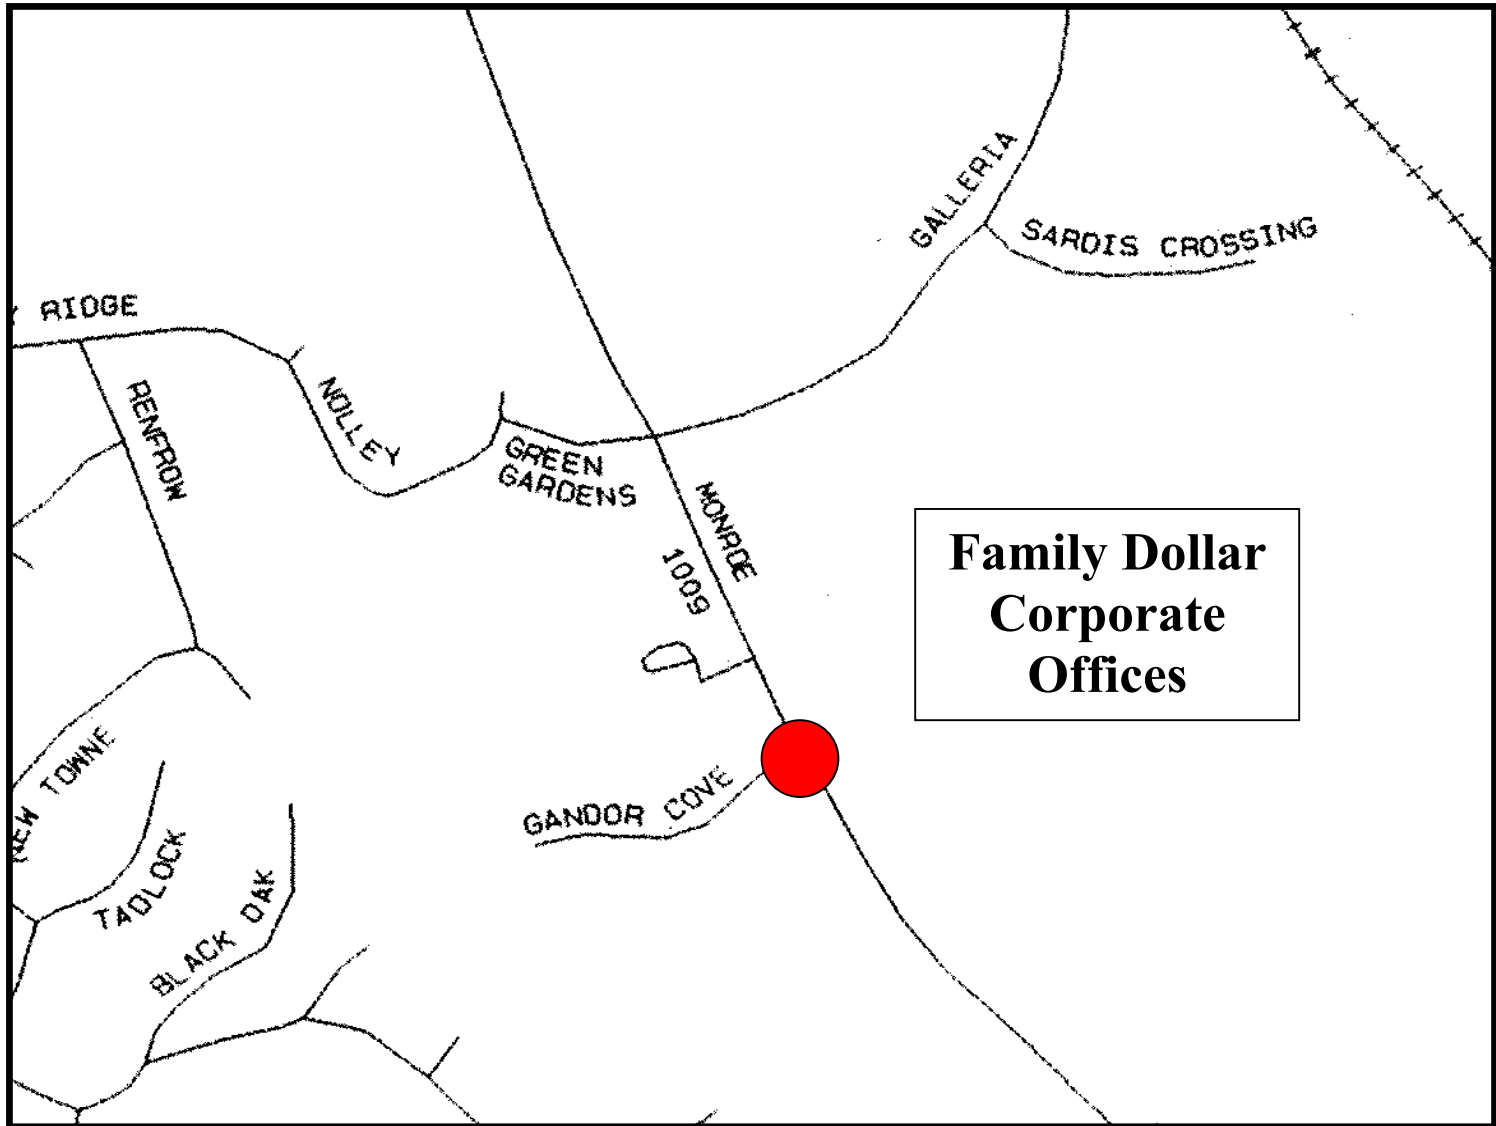 GALLERIA
SARDIS CROSSING
RIDGE
RENFROW
NOLLEY
GREEN
GARDENS
MONROE
1009
Family Dollar
Corporate
Offices
NEW TOWNE
GANDOR COVE
TADLOCK
BLACK OAK